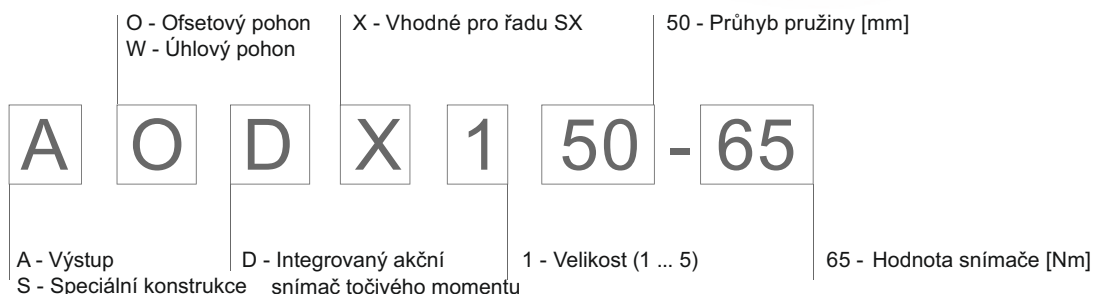 O - Ofsetový pohon
W - Úhlový pohon
X - Vhodné pro řadu SX
50 - Průhyb pružiny [mm]
A O D X 1 50 - 65
A - Výstup
S - Speciální konstrukce
D - Integrovaný akční
snímač točivého momentu
1 - Velikost (1 ... 5)
65 - Hodnota snímače [Nm]